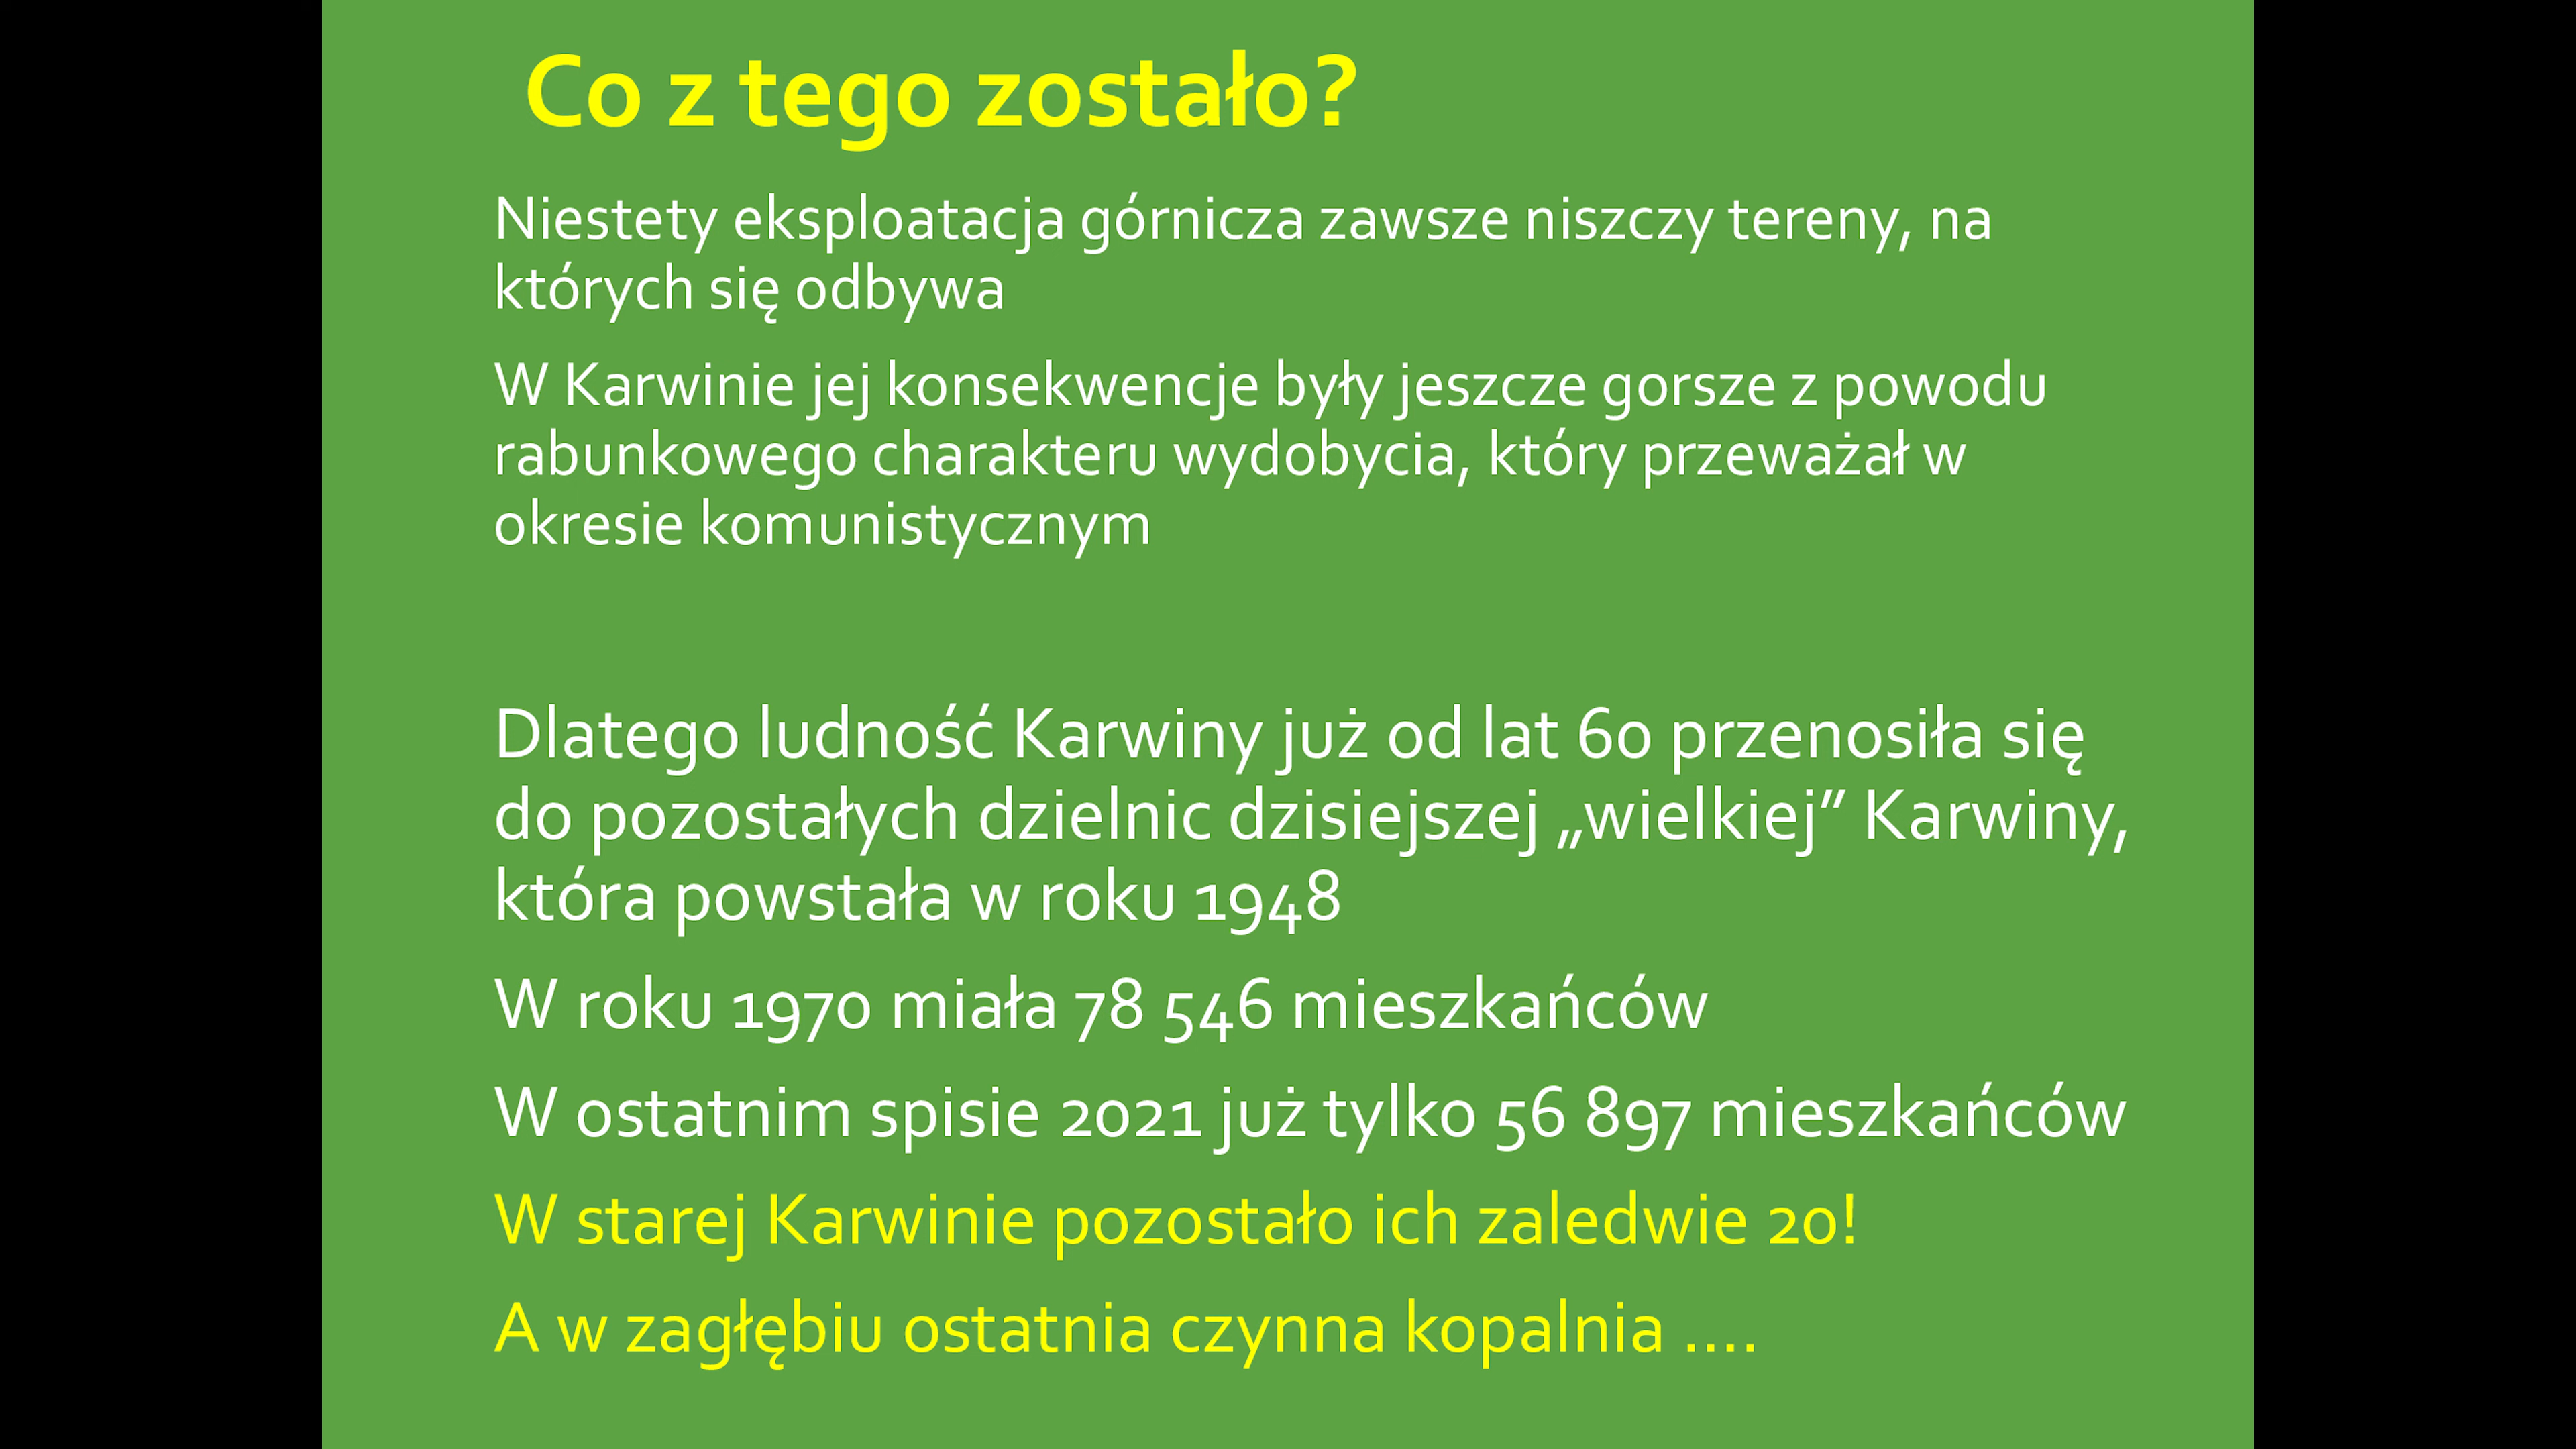 Co z tego zostało?
Niestety eksploatacja górnicza zawsze niszczy tereny, na
których się odbywa
W Karwinie jej konsekwencje były jeszcze gorsze z powodu
rabunkowego charakteru wydobycia, który przeważał w
okresie komunistycznym
Dlatego ludność Karwiny już od lat 60 przenosiła się
do pozostałych dzielnic dzisiejszej „wielkiej” Karwiny,
która powstała w roku 1948
W roku 1970 miała 78 546 mieszkańców
W ostatnim spisie 2021 już tylko 56 897 mieszkańców
W starej Karwinie pozostało ich zaledwie 20!
A w zagłębiu ostatnia czynna kopalnia ....